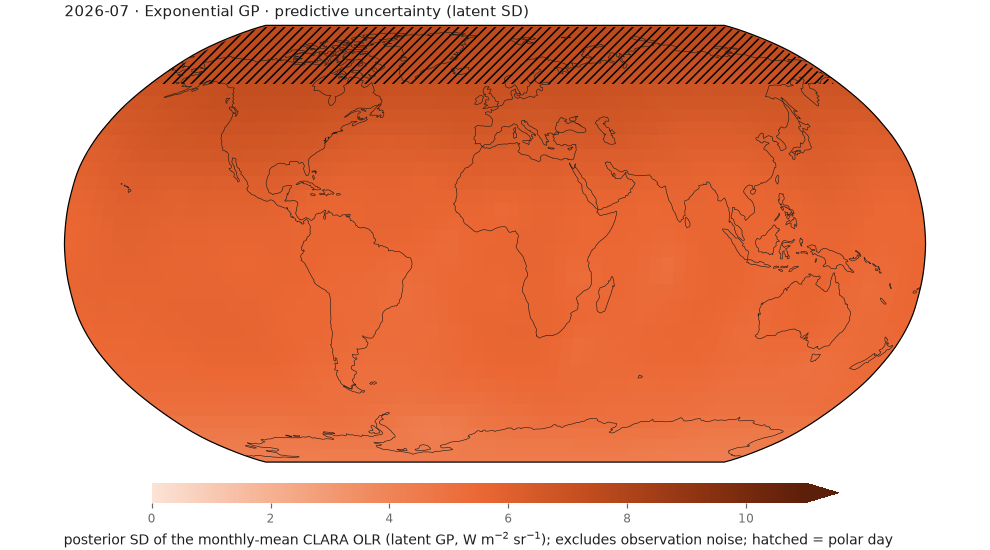 2026-07 · Exponential GP · predictive uncertainty (latent SD)
0 2 4 6 8 10
posterior SD of the monthly-mean CLARA OLR (latent GP, W m⁻² sr⁻¹); excludes observation noise; hatched = polar day